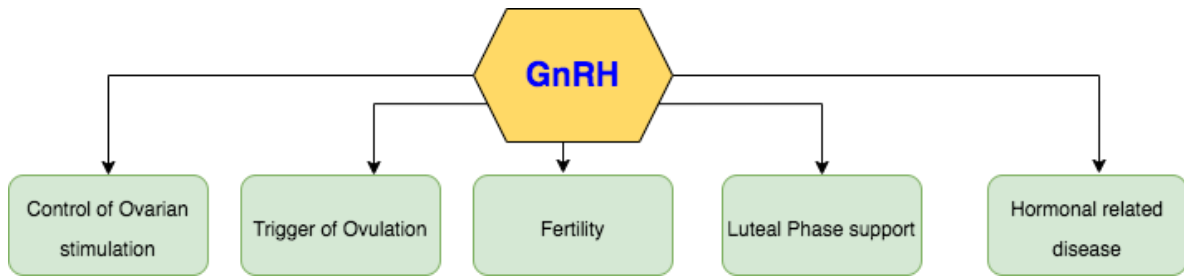 GnRH
Control of Ovarian
stimulation
Trigger of Ovulation
Fertility
Luteal Phase support
Hormonal related
disease